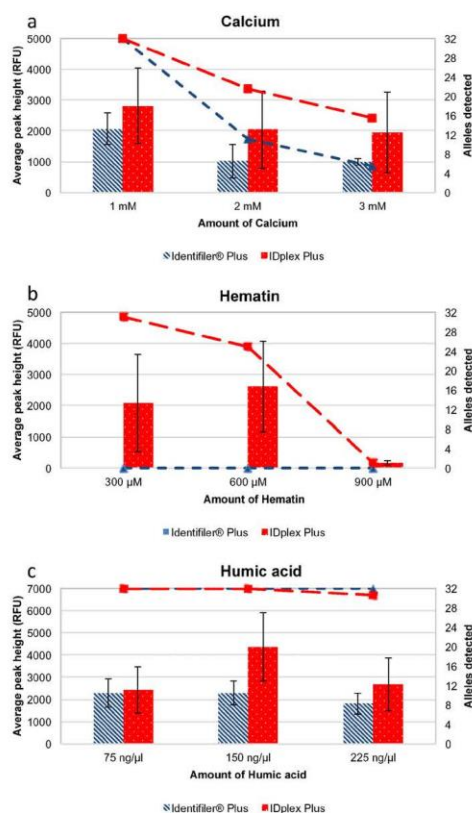 a
Calcium
Average peak height (RFU)
5000
4000
3000
2000
1000
0
32
28
24
20
16
12
8
4
0
Alleles detected
1 mM 2 mM 3 mM
Amount of Calcium
Identifiler® Plus IDplex Plus
b
Hematin
Average peak height (RFU)
5000
4000
3000
2000
1000
0
32
28
24
20
16
12
8
4
0
Alleles detected
300 µM 600 µM 900 µM
Amount of Hematin
Identifiler® Plus IDplex Plus
c
Humic acid
Average peak height (RFU)
7000
6000
5000
4000
3000
2000
1000
0
32
28
24
20
16
12
8
4
0
Alleles detected
75 ng/µl 150 ng/µl 225 ng/µl
Amount of Humic acid
Identifiler® Plus IDplex Plus